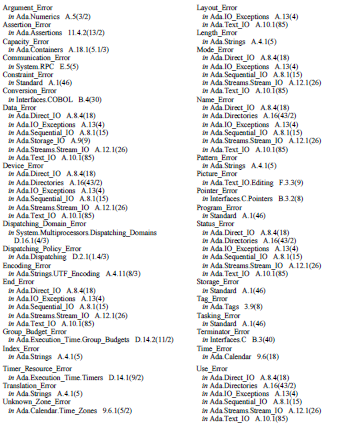 Argument_Error
in Ada.Numerics A.5(3/2)
Assertion_Error
in Ada.Assertions 11.4.2(13/2)
Capacity_Error
in Ada.Containers A.18.1(5.1/3)
Communication_Error
in System.RPC E.5(5)
Constraint_Error
in Standard A.1(46)
Conversion_Error
in Interfaces.COBOL B.4(30)
Data_Error
in Ada.Direct_IO A.8.4(18)
in Ada.IO_Exceptions A.13(4)
in Ada.Sequential_IO A.8.1(15)
in Ada.Storage_IO A.9(9)
in Ada.Streams.Stream_IO A.12.1(26)
in Ada.Text_IO A.10.1(85)
Device_Error
in Ada.Direct_IO A.8.4(18)
in Ada.Directories A.16(43/2)
in Ada.IO_Exceptions A.13(4)
in Ada.Sequential_IO A.8.1(15)
in Ada.Streams.Stream_IO A.12.1(26)
in Ada.Text_IO A.10.1(85)
Dispatching_Domain_Error
in System.Multiprocessors.Dispatching_Domains
D.16.1(4/3)
Dispatching_Policy_Error
in Ada.Dispatching D.2.1(1.4/3)
Encoding_Error
in Ada.Strings.UTF_Encoding A.4.11(8/3)
End_Error
in Ada.Direct_IO A.8.4(18)
in Ada.IO_Exceptions A.13(4)
in Ada.Sequential_IO A.8.1(15)
in Ada.Streams.Stream_IO A.12.1(26)
in Ada.Text_IO A.10.1(85)
Group_Budget_Error
in Ada.Execution_Time.Group_Budgets D.14.2(11/2)
Index_Error
in Ada.Strings A.4.1(5)
Timer_Resource_Error
in Ada.Execution_Time.Timers D.14.1(9/2)
Translation_Error
in Ada.Strings A.4.1(5)
Unknown_Zone_Error
in Ada.Calendar.Time_Zones 9.6.1(5/2)
Layout_Error
in Ada.IO_Exceptions A.13(4)
in Ada.Text_IO A.10.1(85)
Length_Error
in Ada.Strings A.4.1(5)
Mode_Error
in Ada.Direct_IO A.8.4(18)
in Ada.IO_Exceptions A.13(4)
in Ada.Sequential_IO A.8.1(15)
in Ada.Streams.Stream_IO A.12.1(26)
in Ada.Text_IO A.10.1(85)
Name_Error
in Ada.Direct_IO A.8.4(18)
in Ada.Directories A.16(43/2)
in Ada.IO_Exceptions A.13(4)
in Ada.Sequential_IO A.8.1(15)
in Ada.Streams.Stream_IO A.12.1(26)
in Ada.Text_IO A.10.1(85)
Pattern_Error
in Ada.Strings A.4.1(5)
Picture_Error
in Ada.Text_IO.Editing F.3.3(9)
Pointer_Error
in Interfaces.C.Pointers B.3.2(8)
Program_Error
in Standard A.1(46)
Status_Error
in Ada.Direct_IO A.8.4(18)
in Ada.Directories A.16(43/2)
in Ada.IO_Exceptions A.13(4)
in Ada.Sequential_IO A.8.1(15)
in Ada.Streams.Stream_IO A.12.1(26)
in Ada.Text_IO A.10.1(85)
Storage_Error
in Standard A.1(46)
Tag_Error
in Ada.Tags 3.9(8)
Tasking_Error
in Standard A.1(46)
Terminator_Error
in Interfaces.C B.3(40)
Time_Error
in Ada.Calendar 9.6(18)
Use_Error
in Ada.Direct_IO A.8.4(18)
in Ada.Directories A.16(43/2)
in Ada.IO_Exceptions A.13(4)
in Ada.Sequential_IO A.8.1(15)
in Ada.Streams.Stream_IO A.12.1(26)
in Ada.Text_IO A.10.1(85)